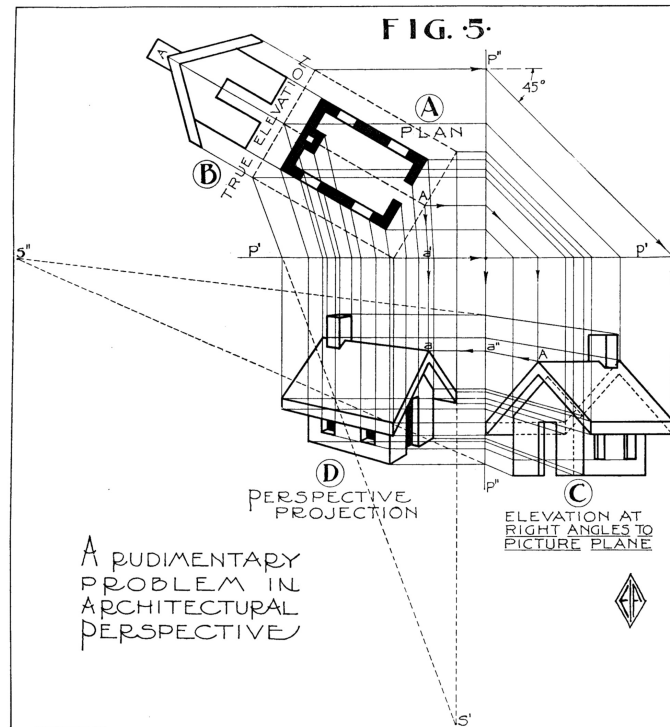 FIG. ·5·
P"
45°
A
A
PLAN
TRUE ELEVATION
B
A
S"
P'
a'
P'
a
a"
A
D
PERSPECTIVE
PROJECTION
P"
C
ELEVATION AT
RIGHT ANGLES TO
PICTURE PLANE
A RUDIMENTARY
PROBLEM IN
ARCHITECTURAL
PERSPECTIVE
S'